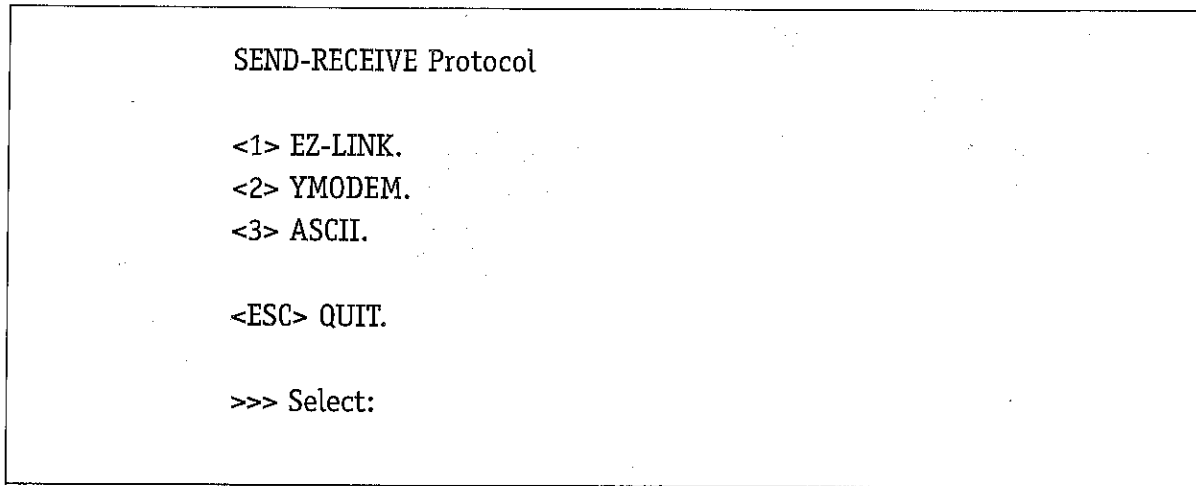 SEND-RECEIVE Protocol
<1> EZ-LINK.
<2> YMODEM.
<3> ASCII.
<ESC> QUIT.
>>> Select: